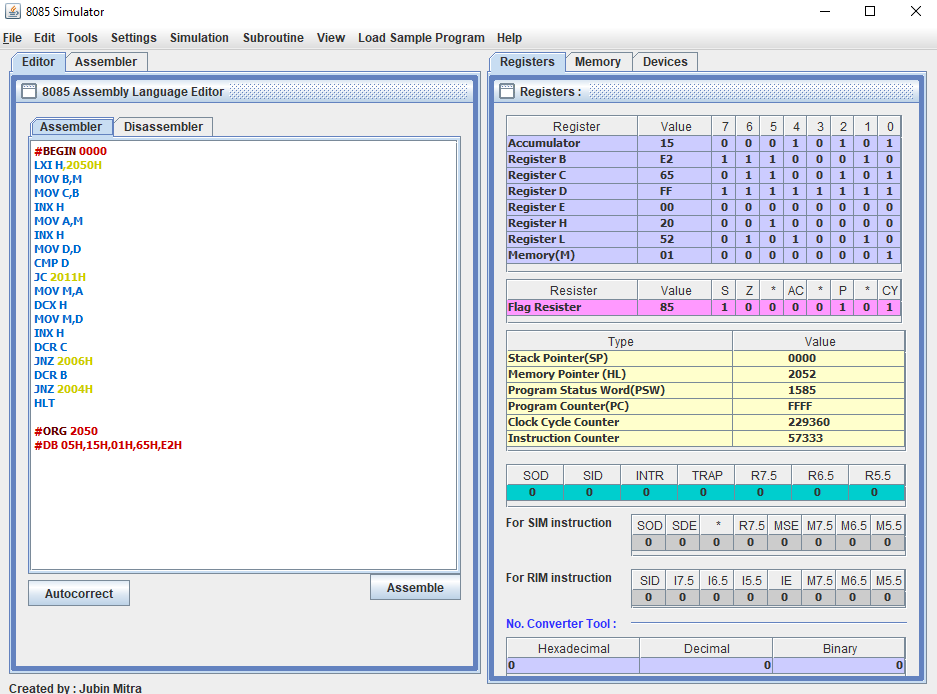 8085 Simulator
File Edit Tools Settings Simulation Subroutine View Load Sample Program Help
Editor Assembler
8085 Assembly Language Editor
Assembler Disassembler
#BEGIN 0000
LXI H,2050H
MOV B,M
MOV C,B
INX H
MOV A,M
INX H
MOV D,D
CMP D
JC 2011H
MOV M,A
DCX H
MOV M,D
INX H
DCR C
JNZ 2006H
DCR B
JNZ 2004H
HLT
#ORG 2050
#DB 05H,15H,01H,65H,E2H
Autocorrect Assemble
Created by : Jubin Mitra
Registers Memory Devices
Registers :
Register Value 7 6 5 4 3 2 1 0
Accumulator 15 0 0 0 1 0 1 0 1
Register B E2 1 1 1 0 0 0 1 0
Register C 65 0 1 1 0 0 1 0 1
Register D FF 1 1 1 1 1 1 1 1
Register E 00 0 0 0 0 0 0 0 0
Register H 20 0 0 1 0 0 0 0 0
Register L 52 0 1 0 1 0 0 1 0
Memory(M) 01 0 0 0 0 0 0 0 1
Resister Value S Z * AC * P * CY
Flag Resister 85 1 0 0 0 0 1 0 1
Type Value
Stack Pointer(SP) 0000
Memory Pointer (HL) 2052
Program Status Word(PSW) 1585
Program Counter(PC) FFFF
Clock Cycle Counter 229360
Instruction Counter 57333
SOD SID INTR TRAP R7.5 R6.5 R5.5
0 0 0 0 0 0 0
For SIM instruction SOD SDE * R7.5 MSE M7.5 M6.5 M5.5
0 0 0 0 0 0 0 0
For RIM instruction SID I7.5 I6.5 I5.5 IE M7.5 M6.5 M5.5
0 0 0 0 0 0 0 0
No. Converter Tool :
Hexadecimal Decimal Binary
0 0 0